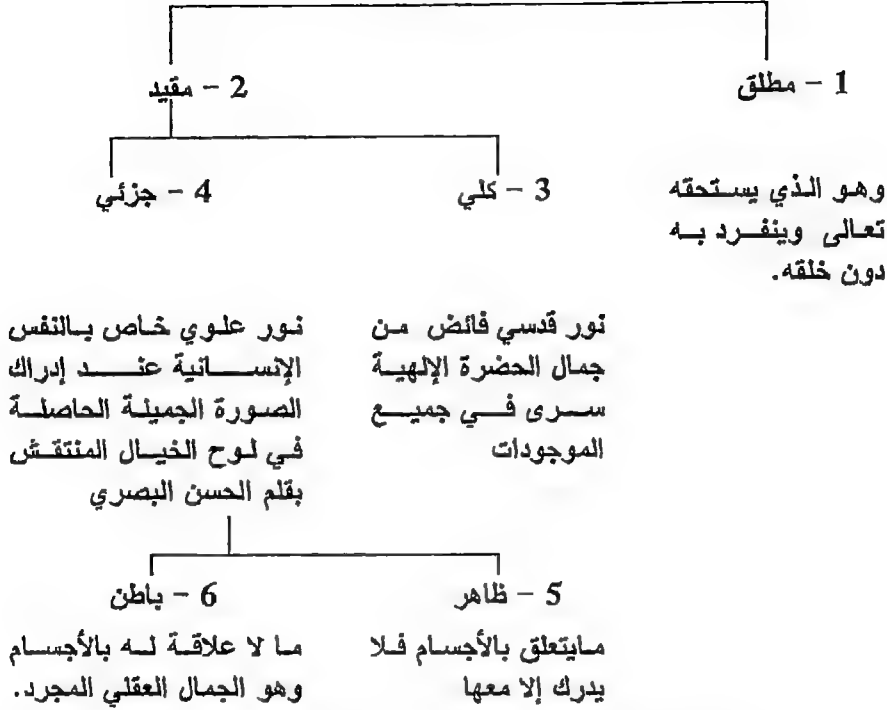 1 - مطلق
2 - مقيد
3 - كلي
4 - جزئي
وهو الذي يستحقه
تعالى وينفرد به
دون خلقه.
نور قدسي فائض من
جمال الحضرة الإلهية
سرى في جميع
الموجودات
نور علوي خاص بالنفس
الإنسانية عند إدراك
الصورة الجميلة الحاصلة
في لوح الخيال المنتقش
بقلم الحسن البصري
5 - ظاهر
6 - باطن
مايتعلق بالأجسام فلا
يدرك إلا معها
ما لا علاقة له بالأجسام
وهو الجمال العقلي المجرد.